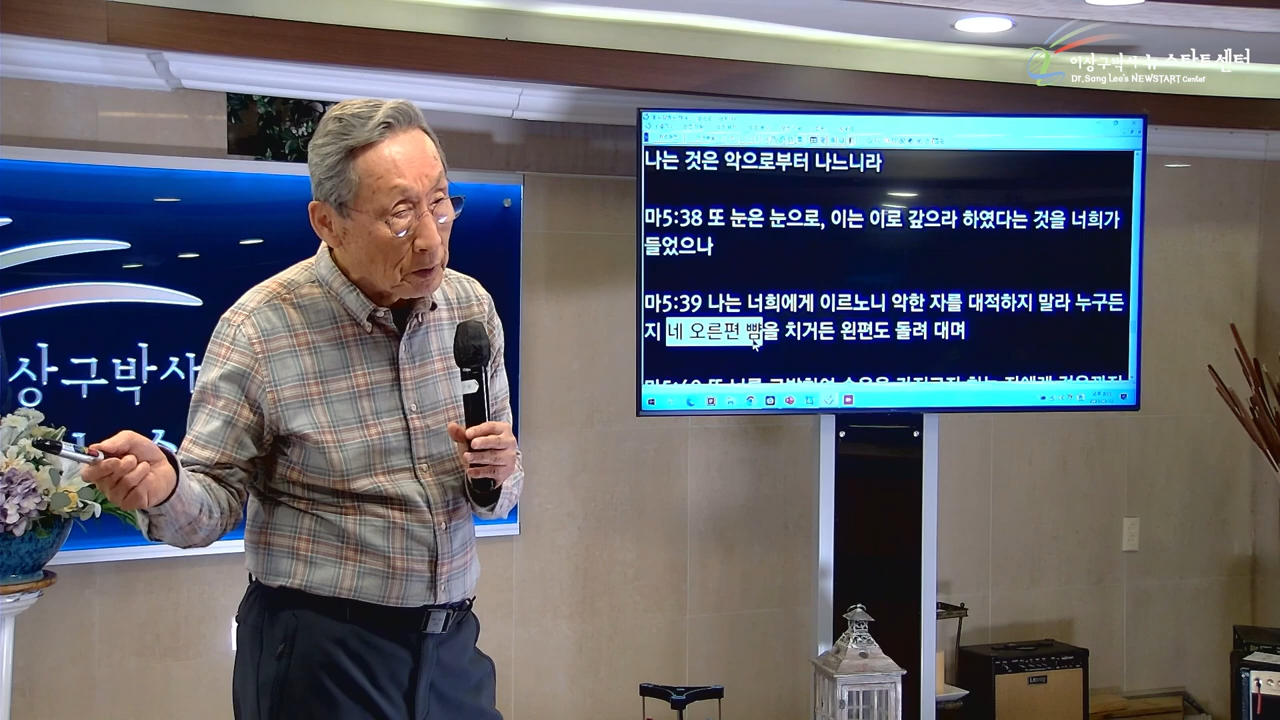 이상구박사 뉴스타트센터
Dr.Sang Lee's NEWSTART Center
나는 것은 악으로부터 나느니라
마5:38 또 눈은 눈으로, 이는 이로 갚으라 하였다는 것을 너희가
들었으나
마5:39 나는 너희에게 이르노니 악한 자를 대적하지 말라 누구든
지 네 오른편 뺨을 치거든 왼편도 돌려 대며
상구박사
Laney